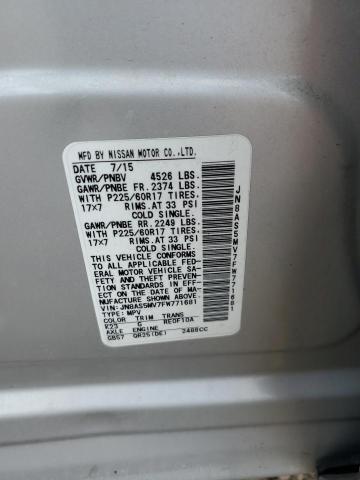 MFG BY NISSAN MOTOR CO.,LTD.
DATE 7/15
GVWR/PNBV 4526 LBS.
GAWR/PNBE FR. 2374 LBS.
WITH P225/60R17 TIRES,
17x7 RIMS,AT 33 PSI
COLD SINGLE.
GAWR/PNBE RR. 2249 LBS.
WITH P225/60R17 TIRES,
17x7 RIMS,AT 33 PSI
COLD SINGLE.
THIS VEHICLE CONFORMS
TO ALL APPLICABLE FED-
ERAL MOTOR VEHICLE SA-
FETY AND THEFT PREVEN-
TION STANDARDS IN EFF-
ECT ON THE DATE OF MA-
NUFACTURE SHOWN ABOVE.
VIN: JN8AS5MV7FW771681
TYPE: MPV
COLOR TRIM TRANS
K23 G RE0F10A
AXLE ENGINE
GB57 QR25(DE) 2488CC
JN8AS5MV7FW771681